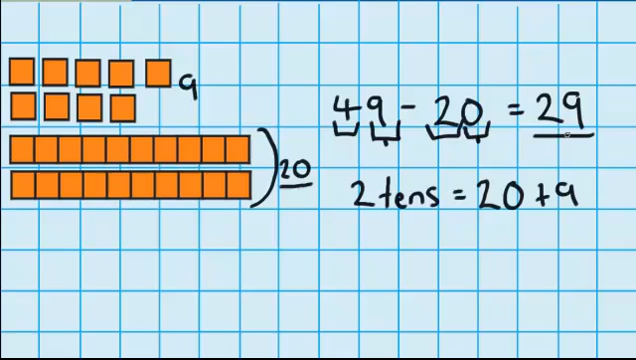 9
49 - 20 = 29
20
2 tens = 20 + 9